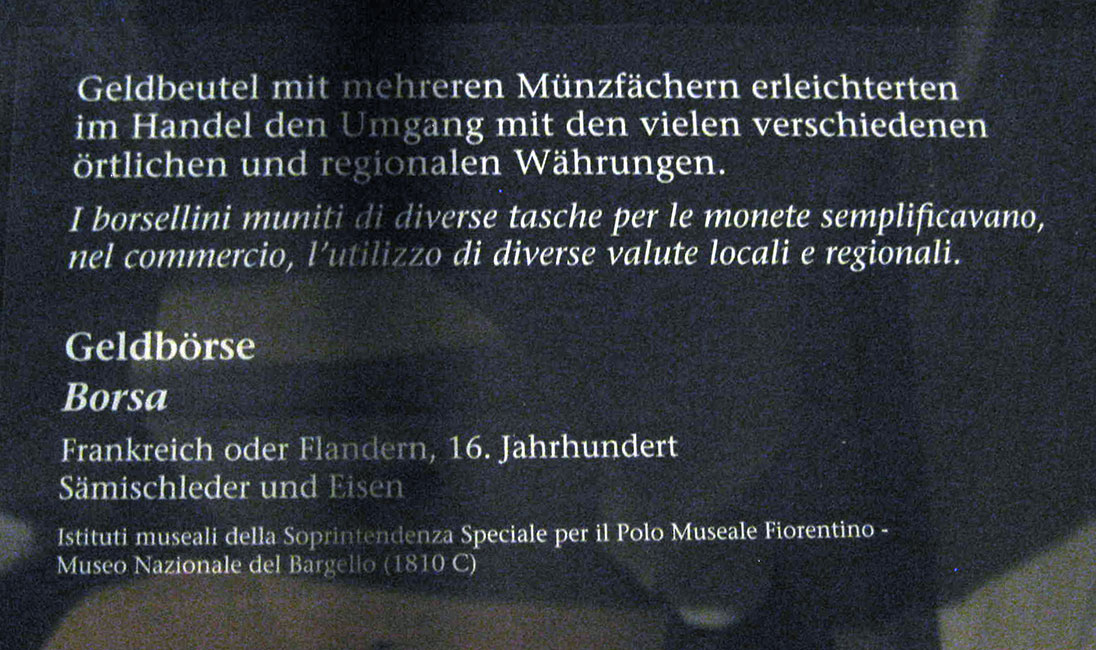 Geldbeutel mit mehreren Münzfächern erleichterten
im Handel den Umgang mit den vielen verschiedenen
örtlichen und regionalen Währungen.
I borsellini muniti di diverse tasche per le monete semplificavano,
nel commercio, l'utilizzo di diverse valute locali e regionali.
Geldbörse
Borsa
Frankreich oder Flandern, 16. Jahrhundert
Sämischleder und Eisen
Istituti museali della Soprintendenza Speciale per il Polo Museale Fiorentino -
Museo Nazionale del Bargello (1810 C)